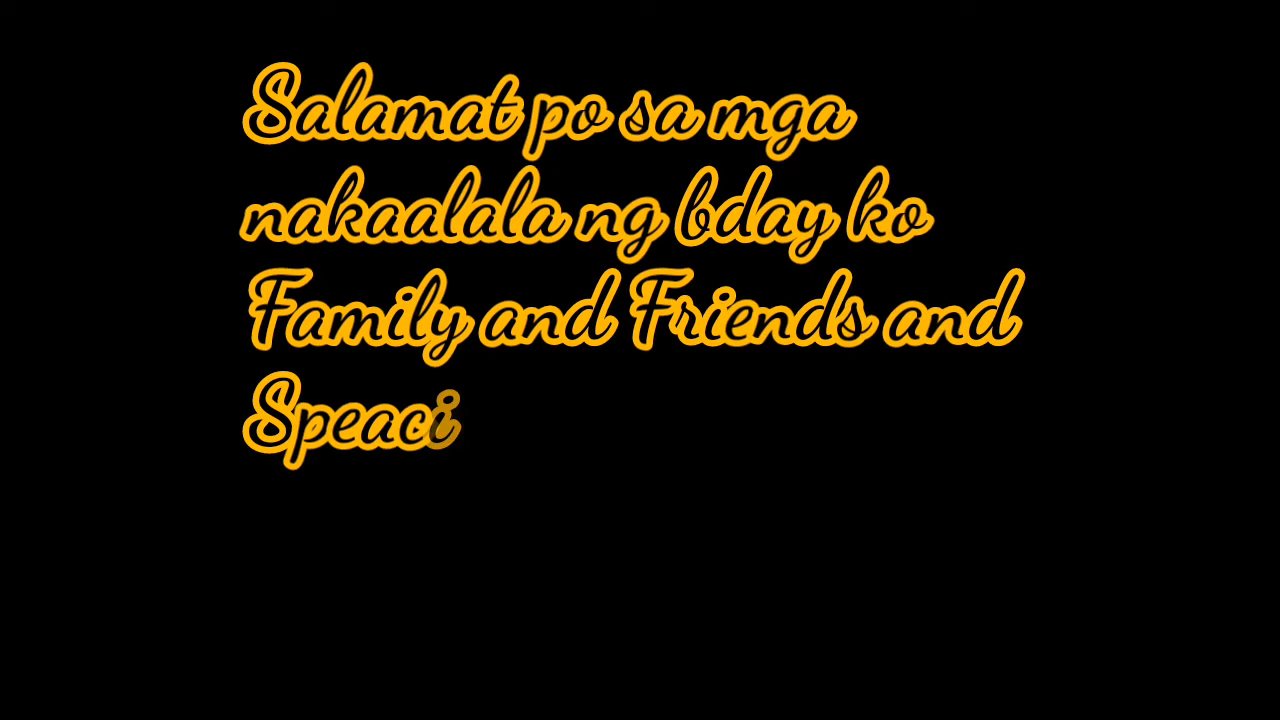 Salamat po sa mga
nakaalala ng bday ko
Family and Friends and
Speaci